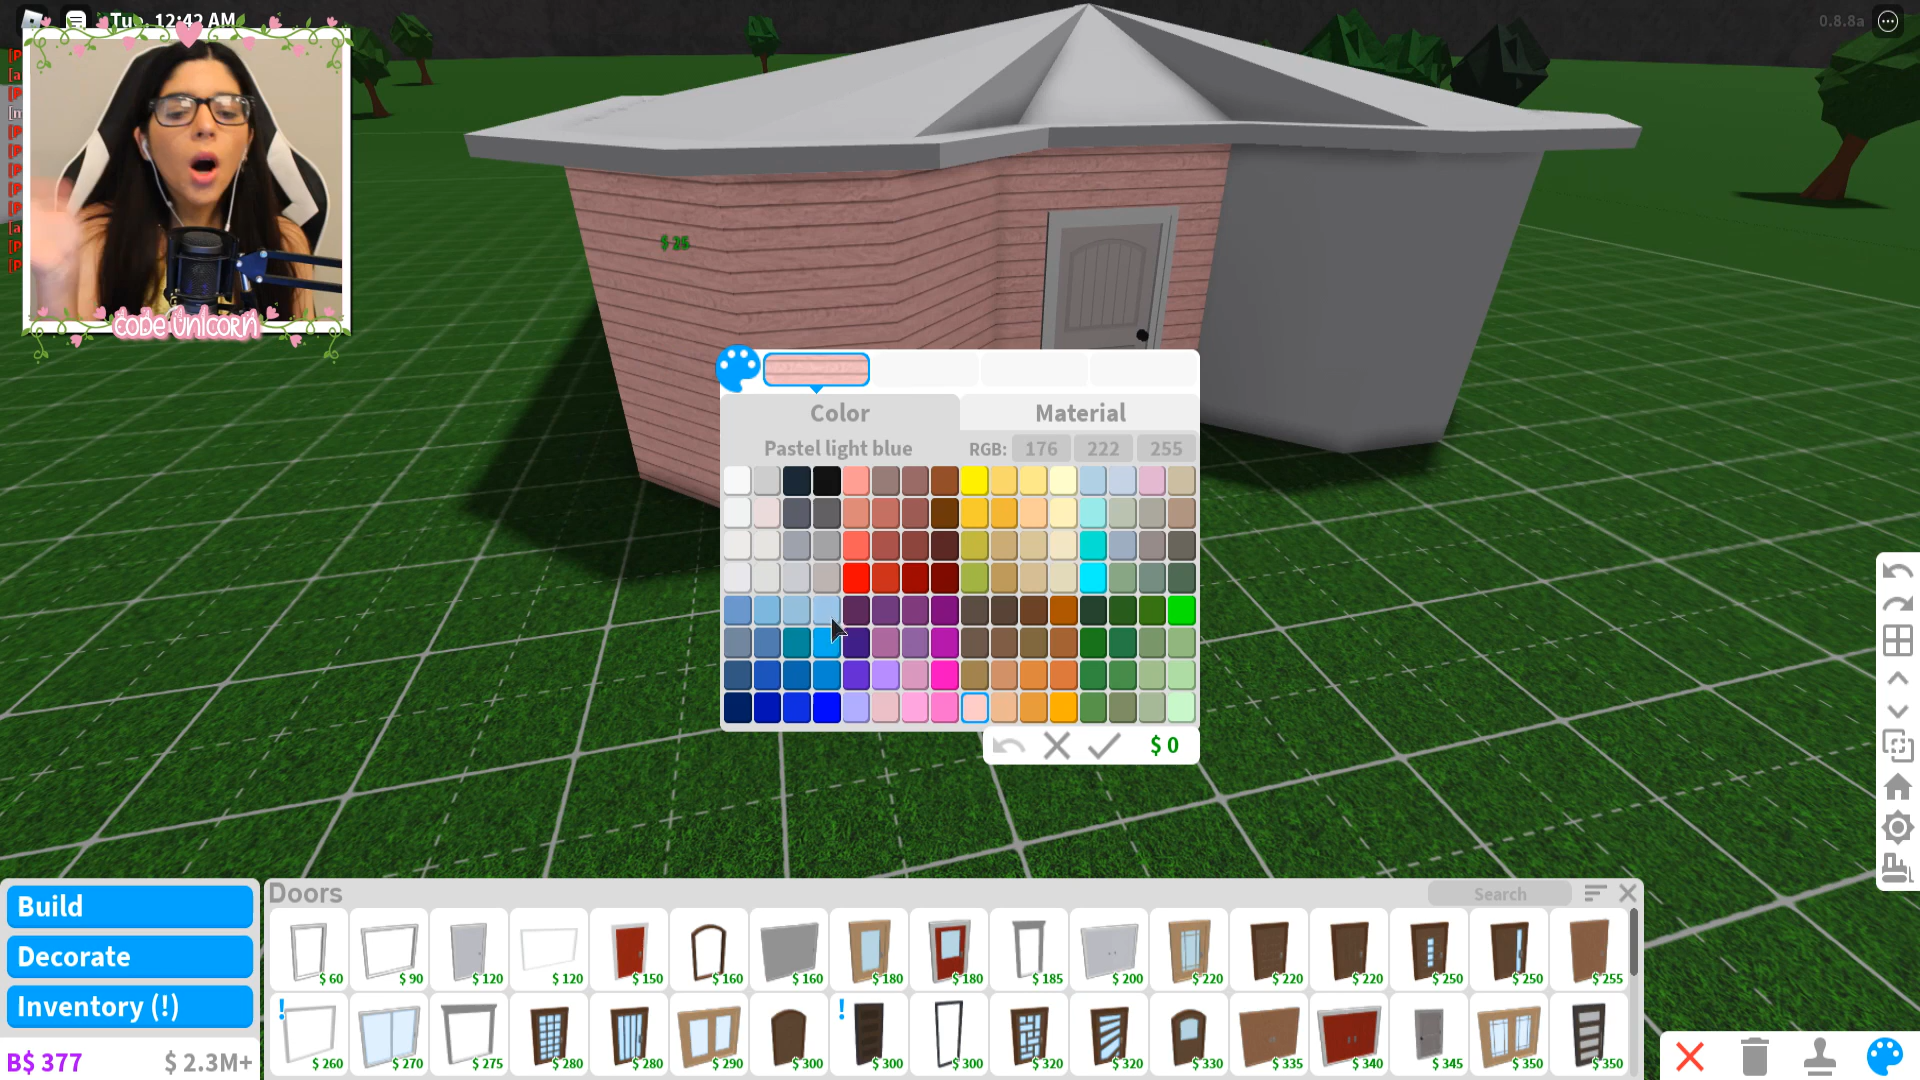 Tue, 12:42 AM
0.8.8a
[P
[a
[P
[m
[P
[P
[P
[P
[P
[a
[P
[P
CODE UNICORN
$ 26
Color
Material
Pastel light blue
RGB: 176 222 255
$ 0
Build
Decorate
Inventory (!)
B$ 377
$ 2.3M+
Doors
Search
$ 60
$ 90
$ 120
$ 120
$ 150
$ 160
$ 160
$ 180
$ 180
$ 185
$ 200
$ 220
$ 220
$ 220
$ 250
$ 250
$ 255
! $ 260
$ 270
$ 275
$ 280
$ 280
$ 290
$ 300
! $ 300
$ 300
$ 320
$ 320
$ 330
$ 335
$ 340
$ 345
$ 350
$ 350